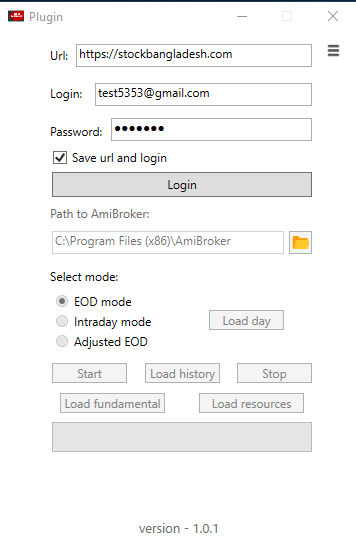 Plugin
Url: https://stockbangladesh.com
Login: test5353@gmail.com
Password: •••••••
Save url and login
Login
Path to AmiBroker:
C:\Program Files (x86)\AmiBroker
Select mode:
EOD mode
Intraday mode Load day
Adjusted EOD
Start Load history Stop
Load fundamental Load resources
version - 1.0.1